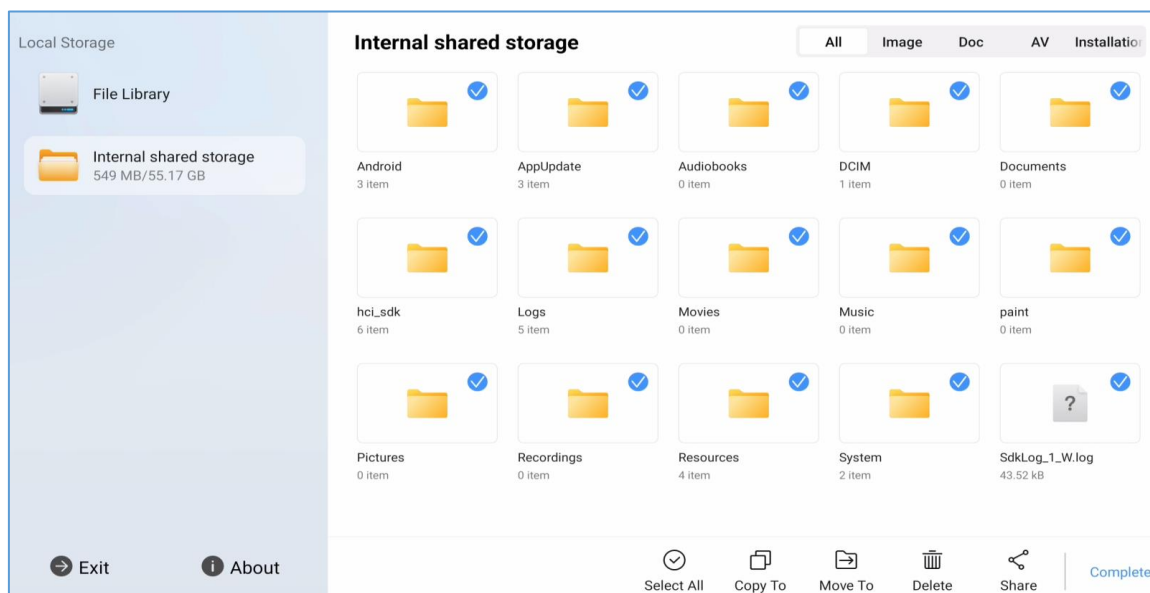 Local Storage
File Library
Internal shared storage
549 MB/55.17 GB
Exit
About
Internal shared storage
All Image Doc AV Installation
Android AppUpdate Audiobooks DCIM Documents
3 item 3 item 0 item 1 item 0 item
hci_sdk Logs Movies Music paint
6 item 5 item 0 item 0 item 0 item
Pictures Recordings Resources System SdkLog_1_W.log
0 item 0 item 4 item 2 item 43.52 kB
?
Select All Copy To Move To Delete Share Complete